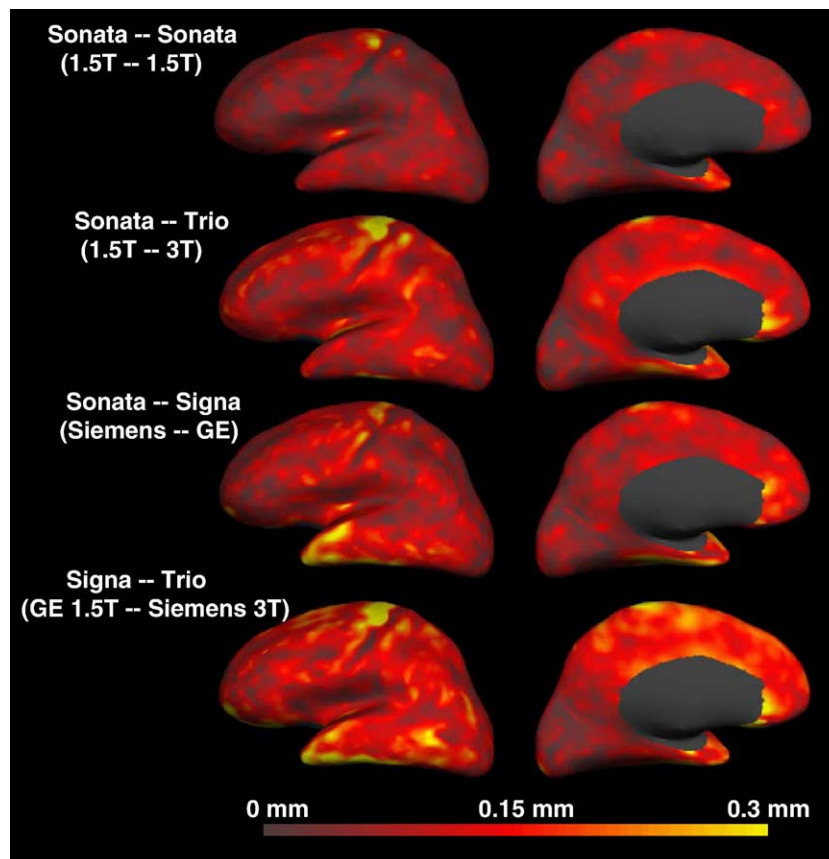 Sonata -- Sonata
(1.5T -- 1.5T)
Sonata -- Trio
(1.5T -- 3T)
Sonata -- Signa
(Siemens -- GE)
Signa -- Trio
(GE 1.5T -- Siemens 3T)
0 mm 0.15 mm 0.3 mm